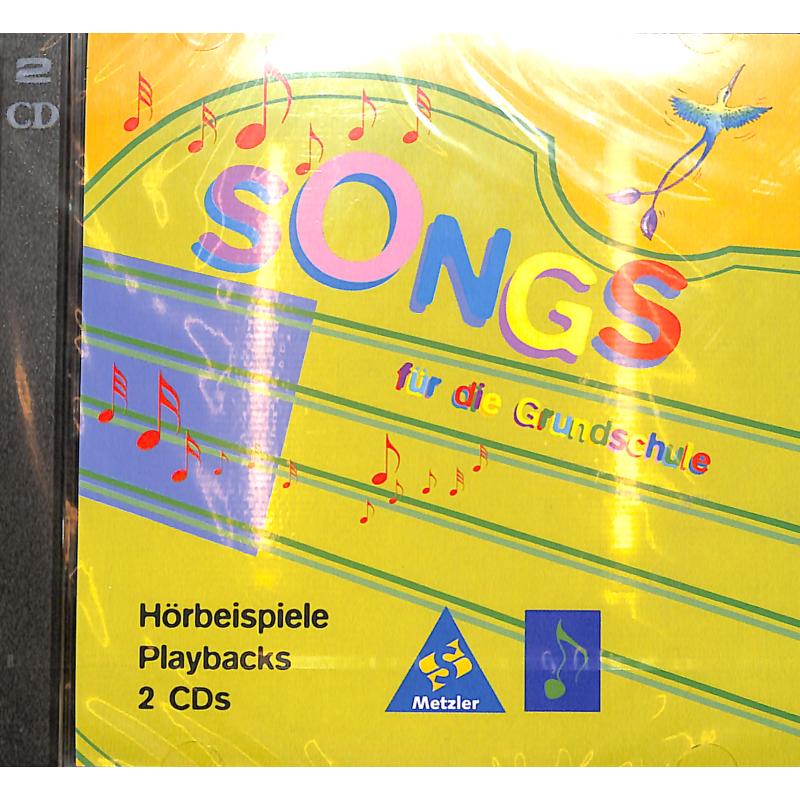 2
CD
SONGS
für die Grundschule
Hörbeispiele
Playbacks
2 CDs
Metzler